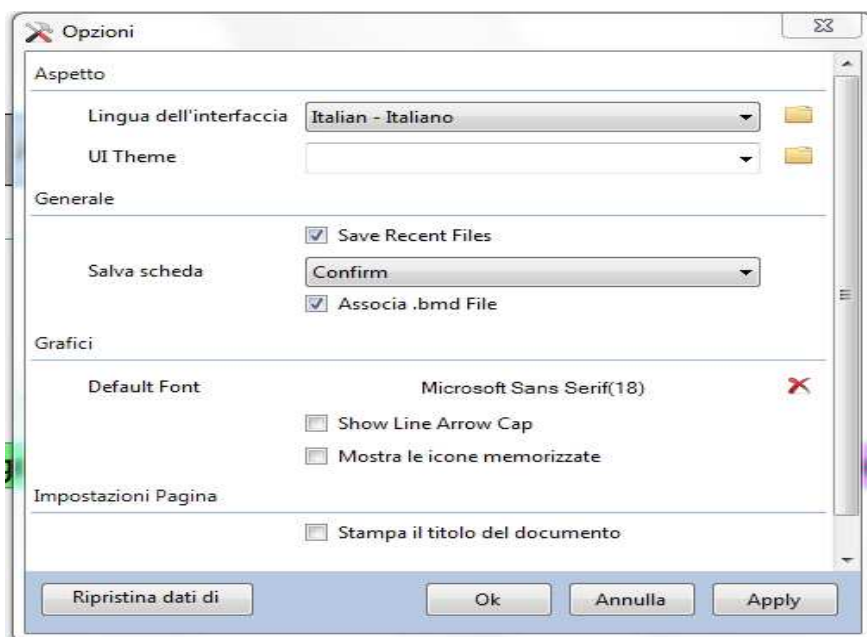 Opzioni
Aspetto
Lingua dell'interfaccia Italian - Italiano
UI Theme
Generale
Save Recent Files
Salva scheda Confirm
Associa .bmd File
Grafici
Default Font Microsoft Sans Serif(18)
Show Line Arrow Cap
Mostra le icone memorizzate
Impostazioni Pagina
Stampa il titolo del documento
Ripristina dati di Ok Annulla Apply